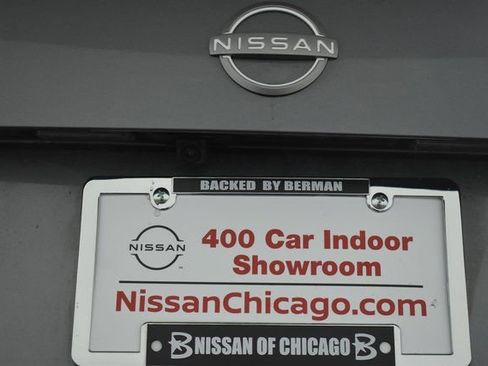 NISSAN
BACKED BY BERMAN
NISSAN
400 Car Indoor
Showroom
NissanChicago.com
B NISSAN OF CHICAGO B